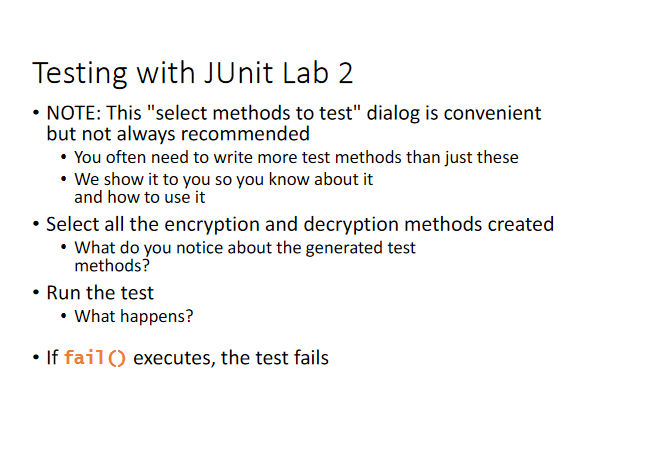 Testing with JUnit Lab 2
• NOTE: This "select methods to test" dialog is convenient
but not always recommended
• You often need to write more test methods than just these
• We show it to you so you know about it
and how to use it
• Select all the encryption and decryption methods created
• What do you notice about the generated test
methods?
• Run the test
• What happens?
• If fail() executes, the test fails